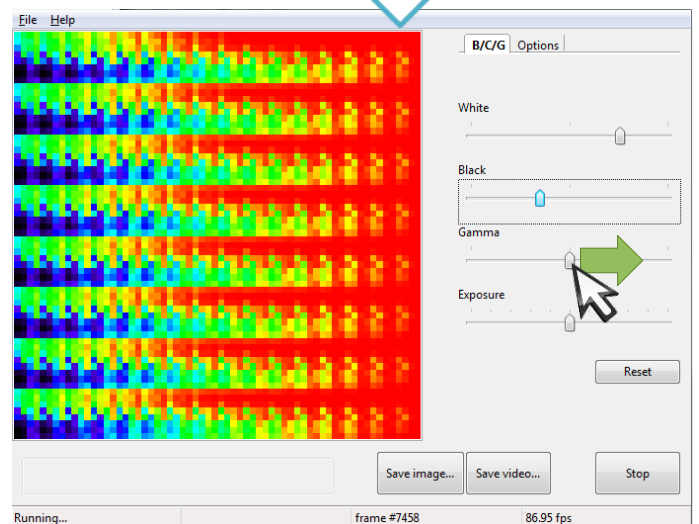 File Help
B/C/G Options
White
Black
Gamma
Exposure
Reset
Save image... Save video... Stop
Running... frame #7458 86.95 fps